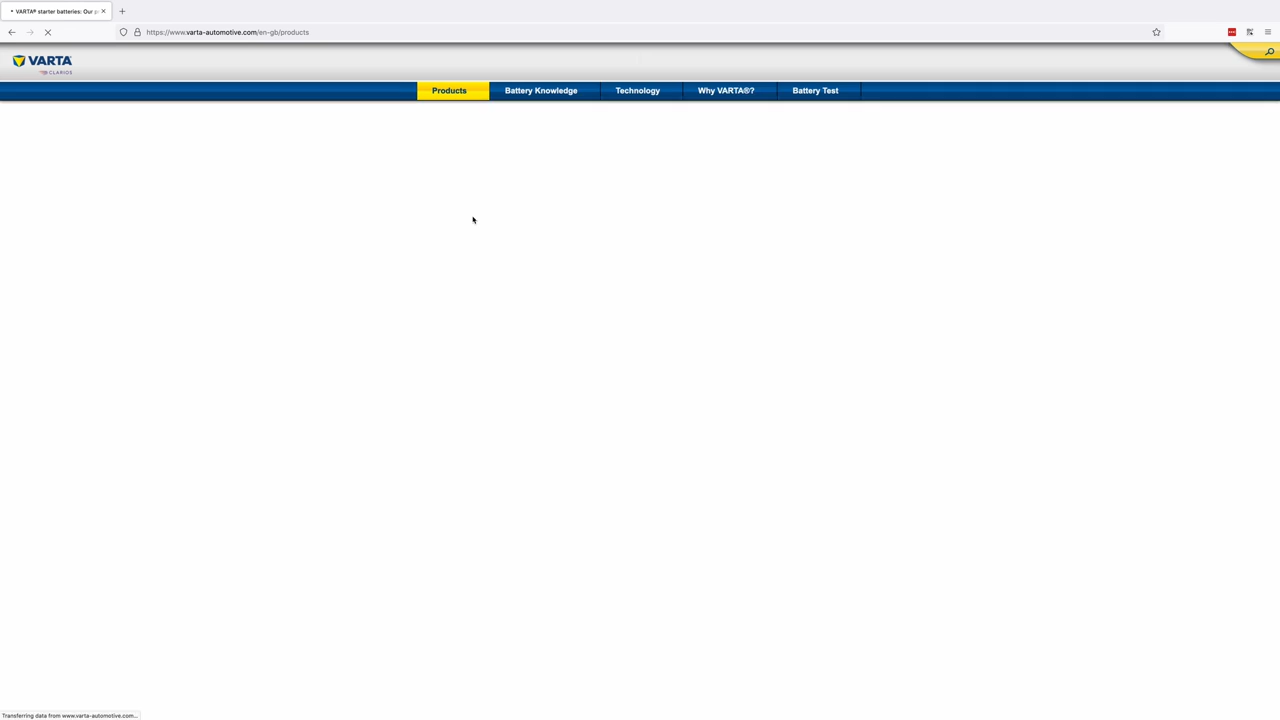 VARTA® starter batteries: Our p
https://www.varta-automotive.com/en-gb/products
VARTA
CLARIOS
Products
Battery Knowledge
Technology
Why VARTA®?
Battery Test
Transferring data from www.varta-automotive.com...